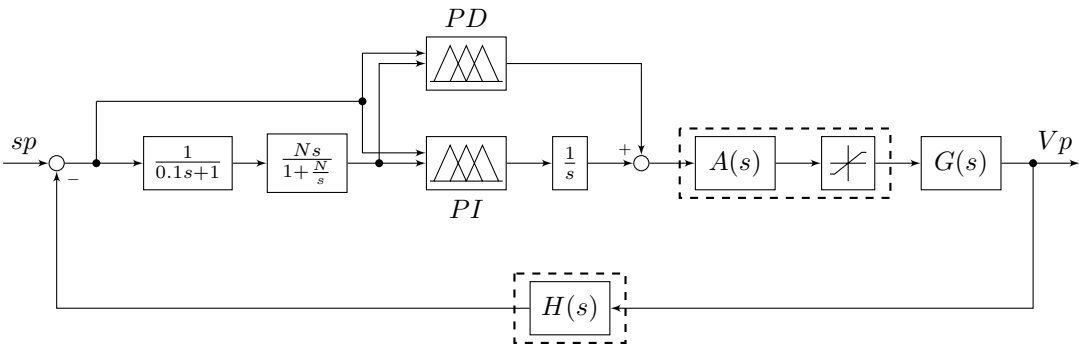 PD
sp
−
1
0.1s+1
Ns
1+N/s
PI
1
s
+
A(s)
G(s)
Vp
H(s)